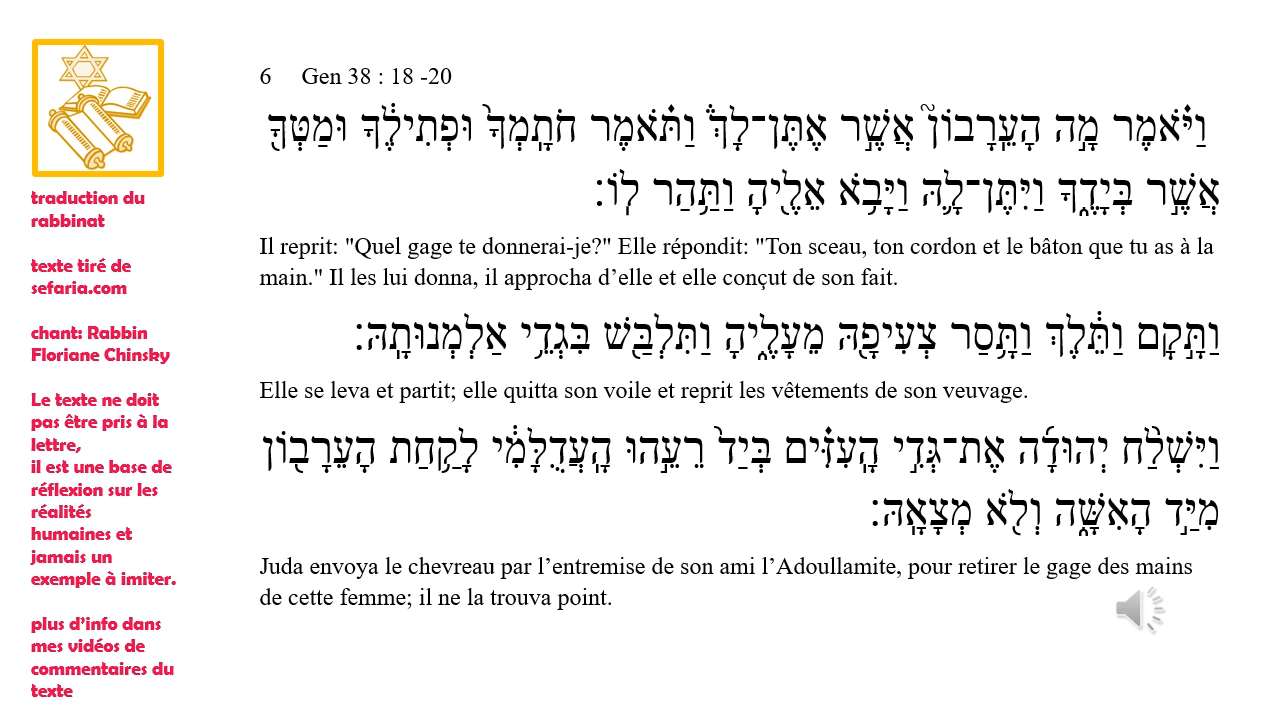 traduction du
rabbinat
texte tiré de
sefaria.com
chant: Rabbin
Floriane Chinsky
Le texte ne doit
pas être pris à la
lettre,
il est une base de
réflexion sur les
réalités
humaines et
jamais un
exemple à imiter.
plus d’info dans
mes vidéos de
commentaires du
texte
6 Gen 38 : 18 -20
וַיֹּ֗אמֶר מָ֣ה הָעֵֽרָבוֹן֮ אֲשֶׁ֣ר אֶתֶּן־לָךְ֒ וַתֹּ֗אמֶר חֹתָֽמְךָ֙ וּפְתִילֶ֔ךָ וּמַטְּךָ֖
אֲשֶׁ֣ר בְּיָדֶ֑ךָ וַיִּתֶּן־לָ֛הּ וַיָּבֹ֥א אֵלֶ֖יהָ וַתַּ֥הַר לֽוֹ׃
Il reprit: "Quel gage te donnerai-je?" Elle répondit: "Ton sceau, ton cordon et le bâton que tu as à la
main." Il les lui donna, il approcha d’elle et elle conçut de son fait.
וַתָּ֣קָם וַתֵּ֔לֶךְ וַתָּ֥סַר צְעִיפָ֖הּ מֵעָלֶ֑יהָ וַתִּלְבַּ֖שׁ בִּגְדֵ֥י אַלְמְנוּתָֽהּ׃
Elle se leva et partit; elle quitta son voile et reprit les vêtements de son veuvage.
וַיִּשְׁלַ֨ח יְהוּדָ֜ה אֶת־גְּדִ֣י הָֽעִזִּ֗ים בְּיַד֙ רֵעֵ֣הוּ הָֽעֲדֻלָּמִ֔י לָקַ֥חַת הָעֵרָב֖וֹן
מִיַּ֣ד הָאִשָּׁ֑ה וְלֹ֖א מְצָאָֽהּ׃
Juda envoya le chevreau par l’entremise de son ami l’Adoullamite, pour retirer le gage des mains
de cette femme; il ne la trouva point.